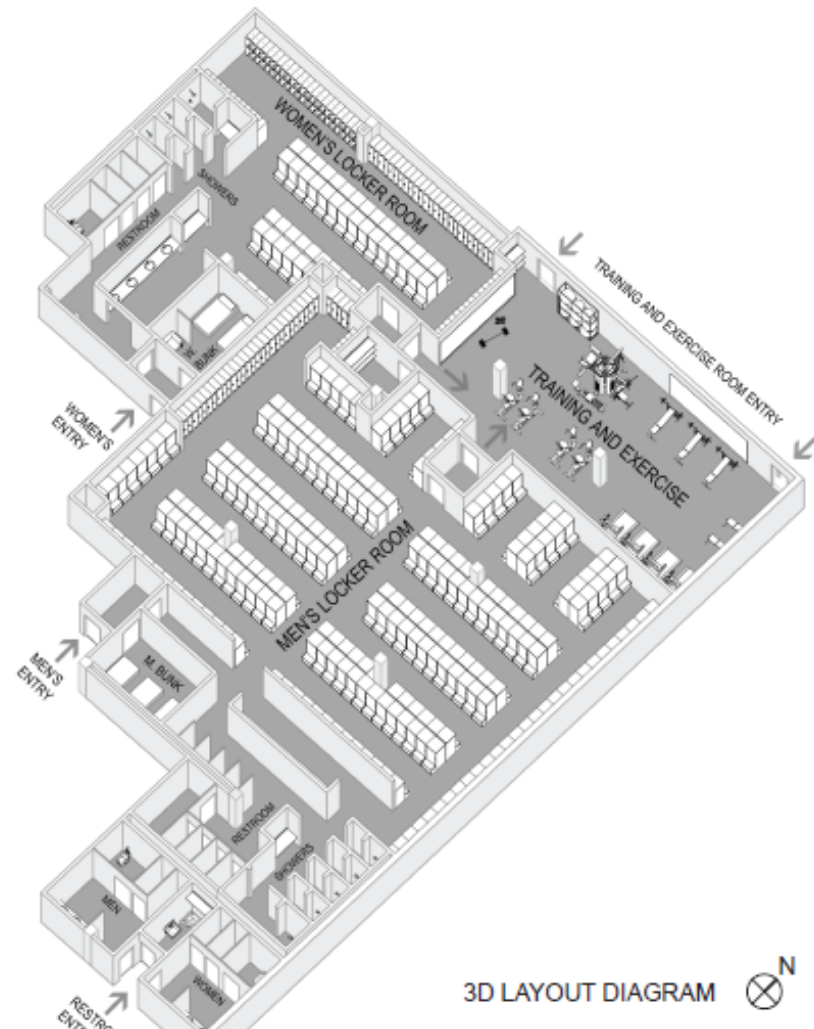 WOMEN'S LOCKER ROOM
SHOWERS
RESTROOM
W. BUNK
WOMEN'S
ENTRY
TRAINING AND EXERCISE ROOM ENTRY
TRAINING AND EXERCISE
MEN'S LOCKER ROOM
MEN'S
ENTRY
M. BUNK
RESTROOM
SHOWERS
MEN
WOMEN
3D LAYOUT DIAGRAM
N